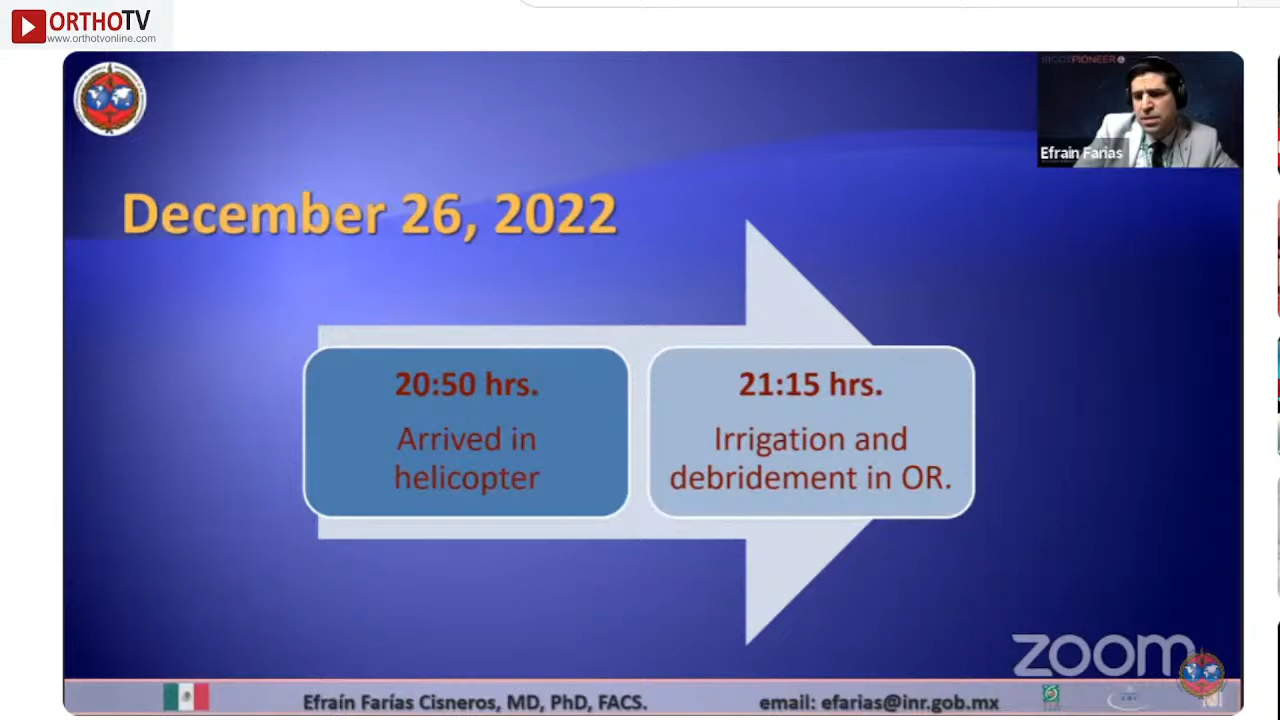 ORTHOTV
www.orthotvonline.com
Efrain Farias
December 26, 2022
20:50 hrs.
Arrived in
helicopter
21:15 hrs.
Irrigation and
debridement in OR.
zoom
Efraín Farías Cisneros, MD, PhD, FACS.
email: efarias@inr.gob.mx